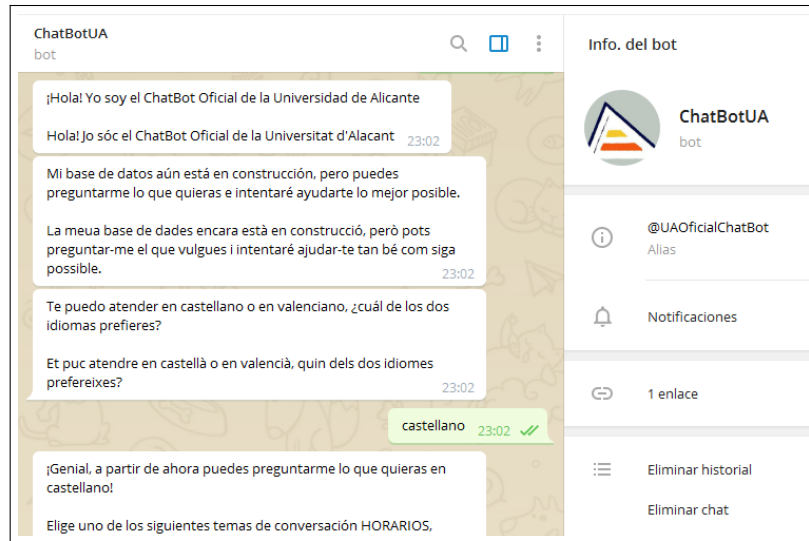 ChatBotUA
bot
¡Hola! Yo soy el ChatBot Oficial de la Universidad de Alicante
Hola! Jo sóc el ChatBot Oficial de la Universitat d'Alacant 23:02
Mi base de datos aún está en construcción, pero puedes
preguntarme lo que quieras e intentaré ayudarte lo mejor posible.
La meua base de dades encara està en construcció, però pots
preguntar-me el que vulgues i intentaré ajudar-te tan bé com siga
possible. 23:02
Te puedo atender en castellano o en valenciano, ¿cuál de los dos
idiomas prefieres?
Et puc atendre en castellà o en valencià, quin dels dos idiomes
prefereixes? 23:02
castellano 23:02
¡Genial, a partir de ahora puedes preguntarme lo que quieras en
castellano!
Elige uno de los siguientes temas de conversación HORARIOS,
Info. del bot
ChatBotUA
bot
@UAOficialChatBot
Alias
Notificaciones
1 enlace
Eliminar historial
Eliminar chat